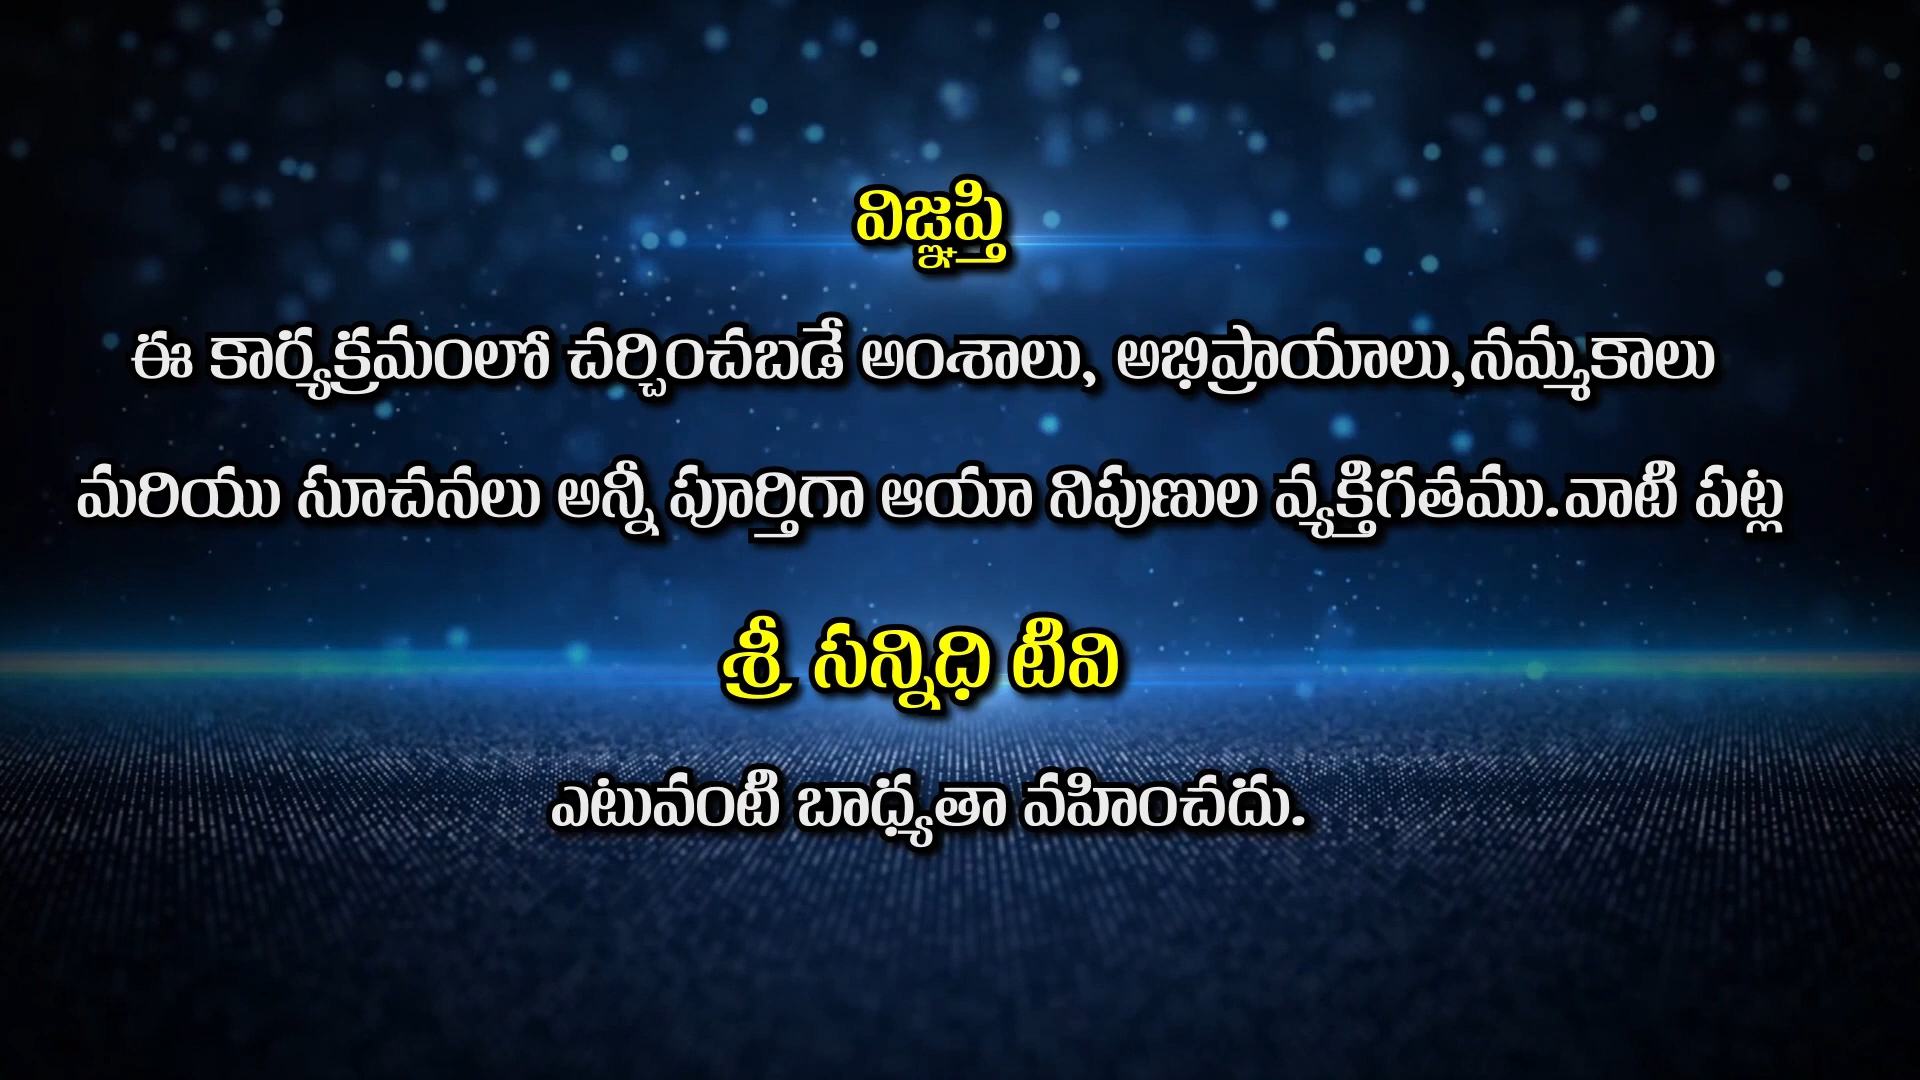 విజ్ఞప్తి
ఈ కార్యక్రమంలో చర్చించబడే అంశాలు, అభిప్రాయాలు,నమ్మకాలు
మరియు సూచనలు అన్నీ పూర్తిగా ఆయా నిపుణుల వ్యక్తిగతము.వాటి పట్ల
శ్రీ సన్నిధి టీవి
ఎటువంటి బాధ్యతా వహించదు.